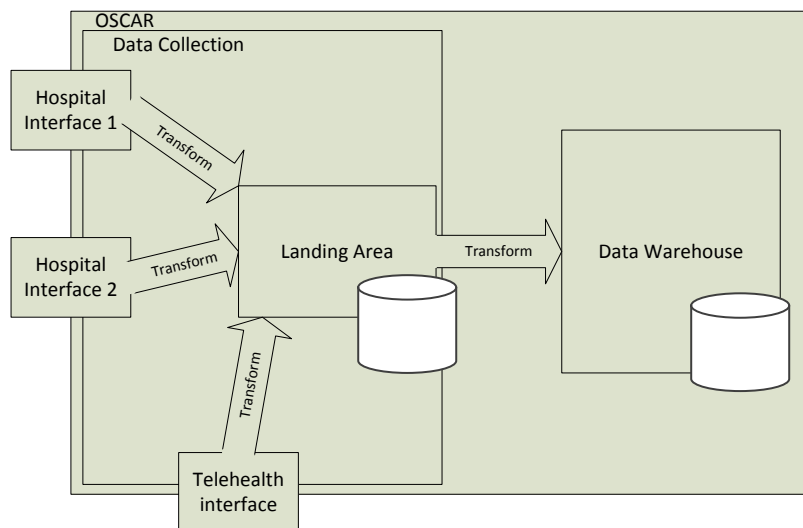 OSCAR
Data Collection
Hospital
Interface 1
Transform
Hospital
Interface 2
Transform
Landing Area
Transform
Data Warehouse
Transform
Telehealth
interface